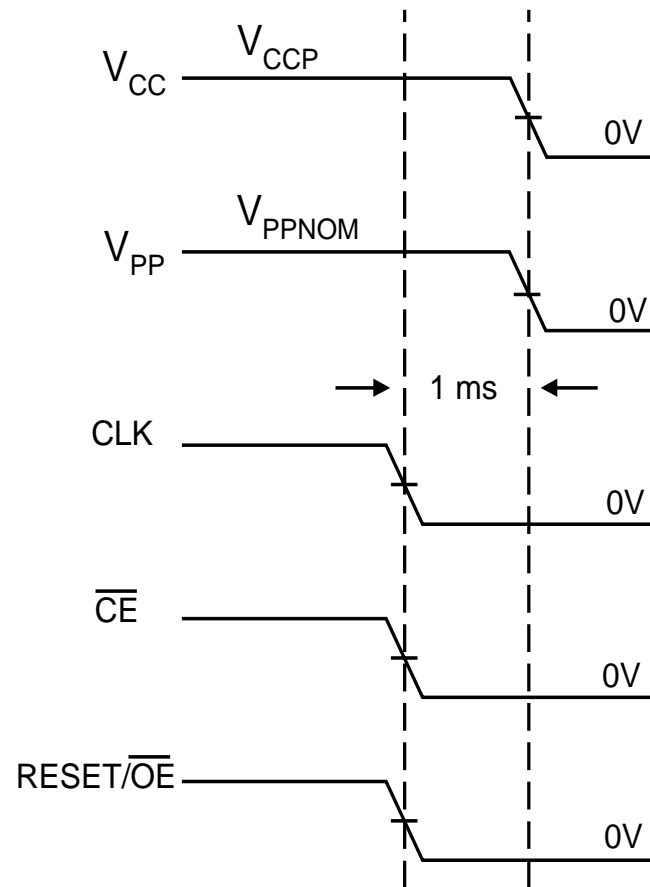 V_CCP
V_CC
0V
V_PPNOM
V_PP
0V
1 ms
CLK
0V
C̅E̅
0V
RESET/O̅E̅
0V